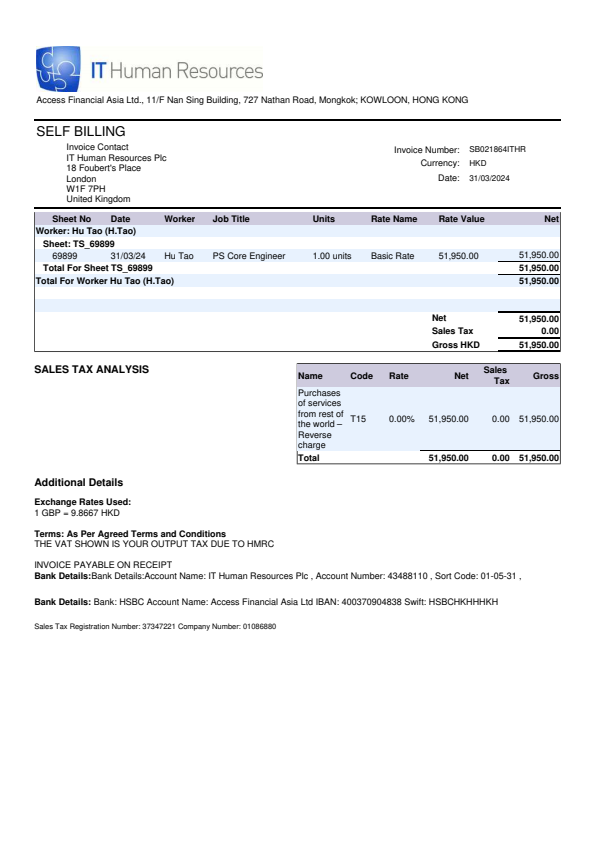 IT Human Resources
Access Financial Asia Ltd., 11/F Nan Sing Building, 727 Nathan Road, Mongkok; KOWLOON, HONG KONG
SELF BILLING
Invoice Contact
IT Human Resources Plc
18 Foubert's Place
London
W1F 7PH
United Kingdom
Invoice Number: SB021864ITHR
Currency: HKD
Date: 31/03/2024
Sheet No Date Worker Job Title Units Rate Name Rate Value Net
Worker: Hu Tao (H.Tao)
Sheet: TS_69899
69899 31/03/24 Hu Tao PS Core Engineer 1.00 units Basic Rate 51,950.00 51,950.00
Total For Sheet TS_69899 51,950.00
Total For Worker Hu Tao (H.Tao) 51,950.00
Net 51,950.00
Sales Tax 0.00
Gross HKD 51,950.00
SALES TAX ANALYSIS
Name Code Rate Net Sales Tax Gross
Purchases
of services
from rest of
the world –
Reverse
charge
T15 0.00% 51,950.00 0.00 51,950.00
Total 51,950.00 0.00 51,950.00
Additional Details
Exchange Rates Used:
1 GBP = 9.8667 HKD
Terms: As Per Agreed Terms and Conditions
THE VAT SHOWN IS YOUR OUTPUT TAX DUE TO HMRC
INVOICE PAYABLE ON RECEIPT
Bank Details:Bank Details:Account Name: IT Human Resources Plc , Account Number: 43488110 , Sort Code: 01-05-31 ,
Bank Details: Bank: HSBC Account Name: Access Financial Asia Ltd IBAN: 400370904838 Swift: HSBCHKHHHKH
Sales Tax Registration Number: 37347221 Company Number: 01086880